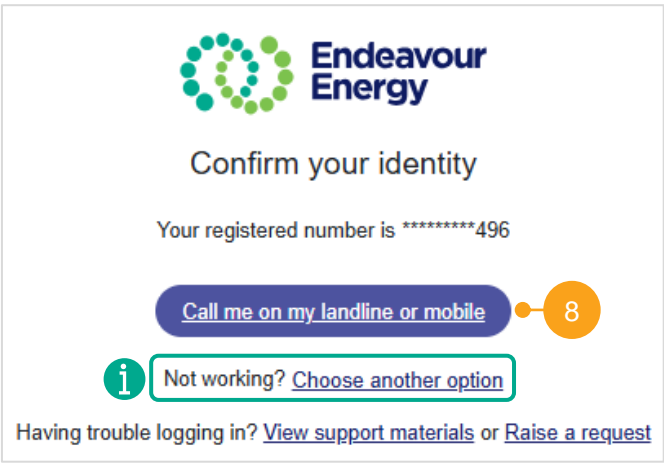 Endeavour
Energy
Confirm your identity
Your registered number is *********496
Call me on my landline or mobile
8
i
Not working? Choose another option
Having trouble logging in? View support materials or Raise a request